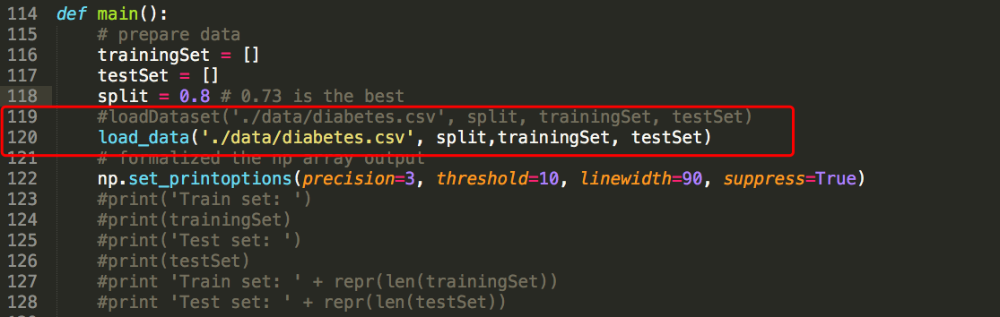 114 def main():
115 # prepare data
116 trainingSet = []
117 testSet = []
118 split = 0.8 # 0.73 is the best
119 #loadDataset('./data/diabetes.csv', split, trainingSet, testSet)
120 load_data('./data/diabetes.csv', split,trainingSet, testSet)
121 # formalized the np array output
122 np.set_printoptions(precision=3, threshold=10, linewidth=90, suppress=True)
123 #print('Train set: ')
124 #print(trainingSet)
125 #print('Test set: ')
126 #print(testSet)
127 #print 'Train set: ' + repr(len(trainingSet))
128 #print 'Test set: ' + repr(len(testSet))